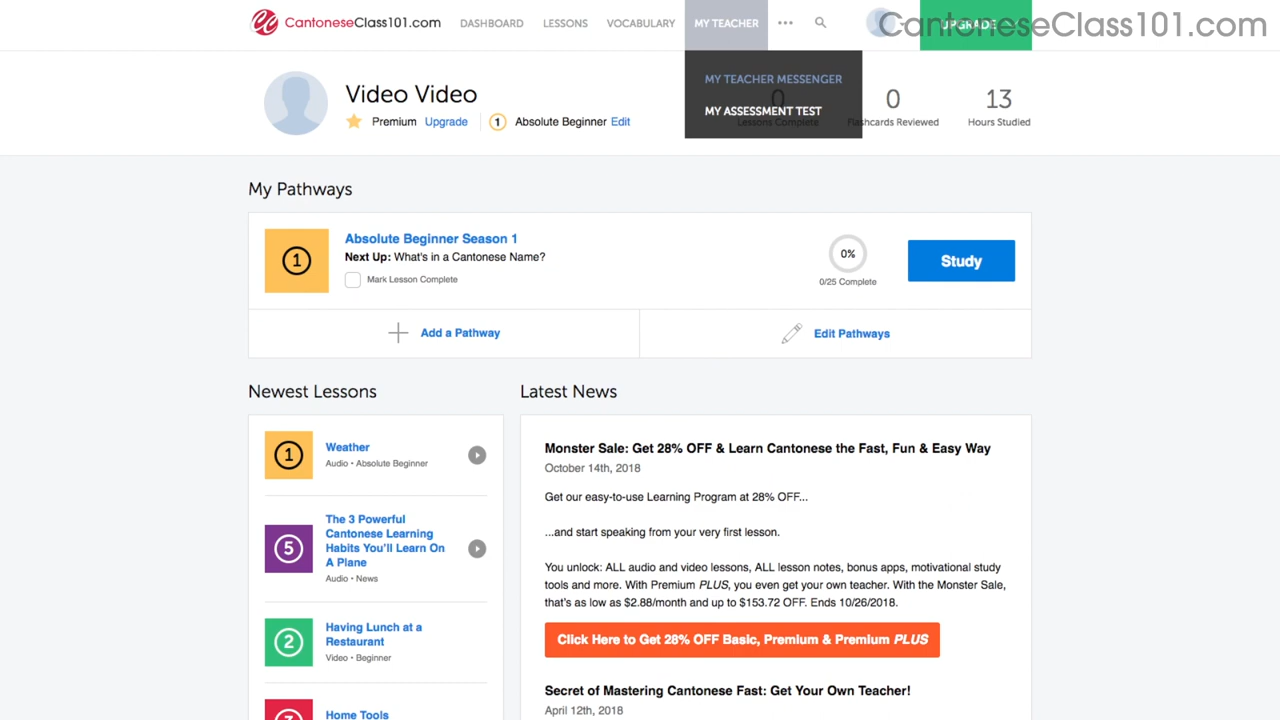 CantoneseClass101.com
DASHBOARD
LESSONS
VOCABULARY
MY TEACHER
UPGRADE
CantoneseClass101.com
MY TEACHER MESSENGER
MY ASSESSMENT TEST
Video Video
Premium Upgrade
1 Absolute Beginner Edit
0
Lessons Complete
0
Flashcards Reviewed
13
Hours Studied
My Pathways
1
Absolute Beginner Season 1
Next Up: What's in a Cantonese Name?
Mark Lesson Complete
0%
0/25 Complete
Study
Add a Pathway
Edit Pathways
Newest Lessons
1
Weather
Audio • Absolute Beginner
5
The 3 Powerful
Cantonese Learning
Habits You'll Learn On
A Plane
Audio • News
2
Having Lunch at a
Restaurant
Video • Beginner
3
Home Tools
Latest News
Monster Sale: Get 28% OFF & Learn Cantonese the Fast, Fun & Easy Way
October 14th, 2018
Get our easy-to-use Learning Program at 28% OFF...
...and start speaking from your very first lesson.
You unlock: ALL audio and video lessons, ALL lesson notes, bonus apps, motivational study
tools and more. With Premium PLUS, you even get your own teacher. With the Monster Sale,
that's as low as $2.88/month and up to $153.72 OFF. Ends 10/26/2018.
Click Here to Get 28% OFF Basic, Premium & Premium PLUS
Secret of Mastering Cantonese Fast: Get Your Own Teacher!
April 12th, 2018